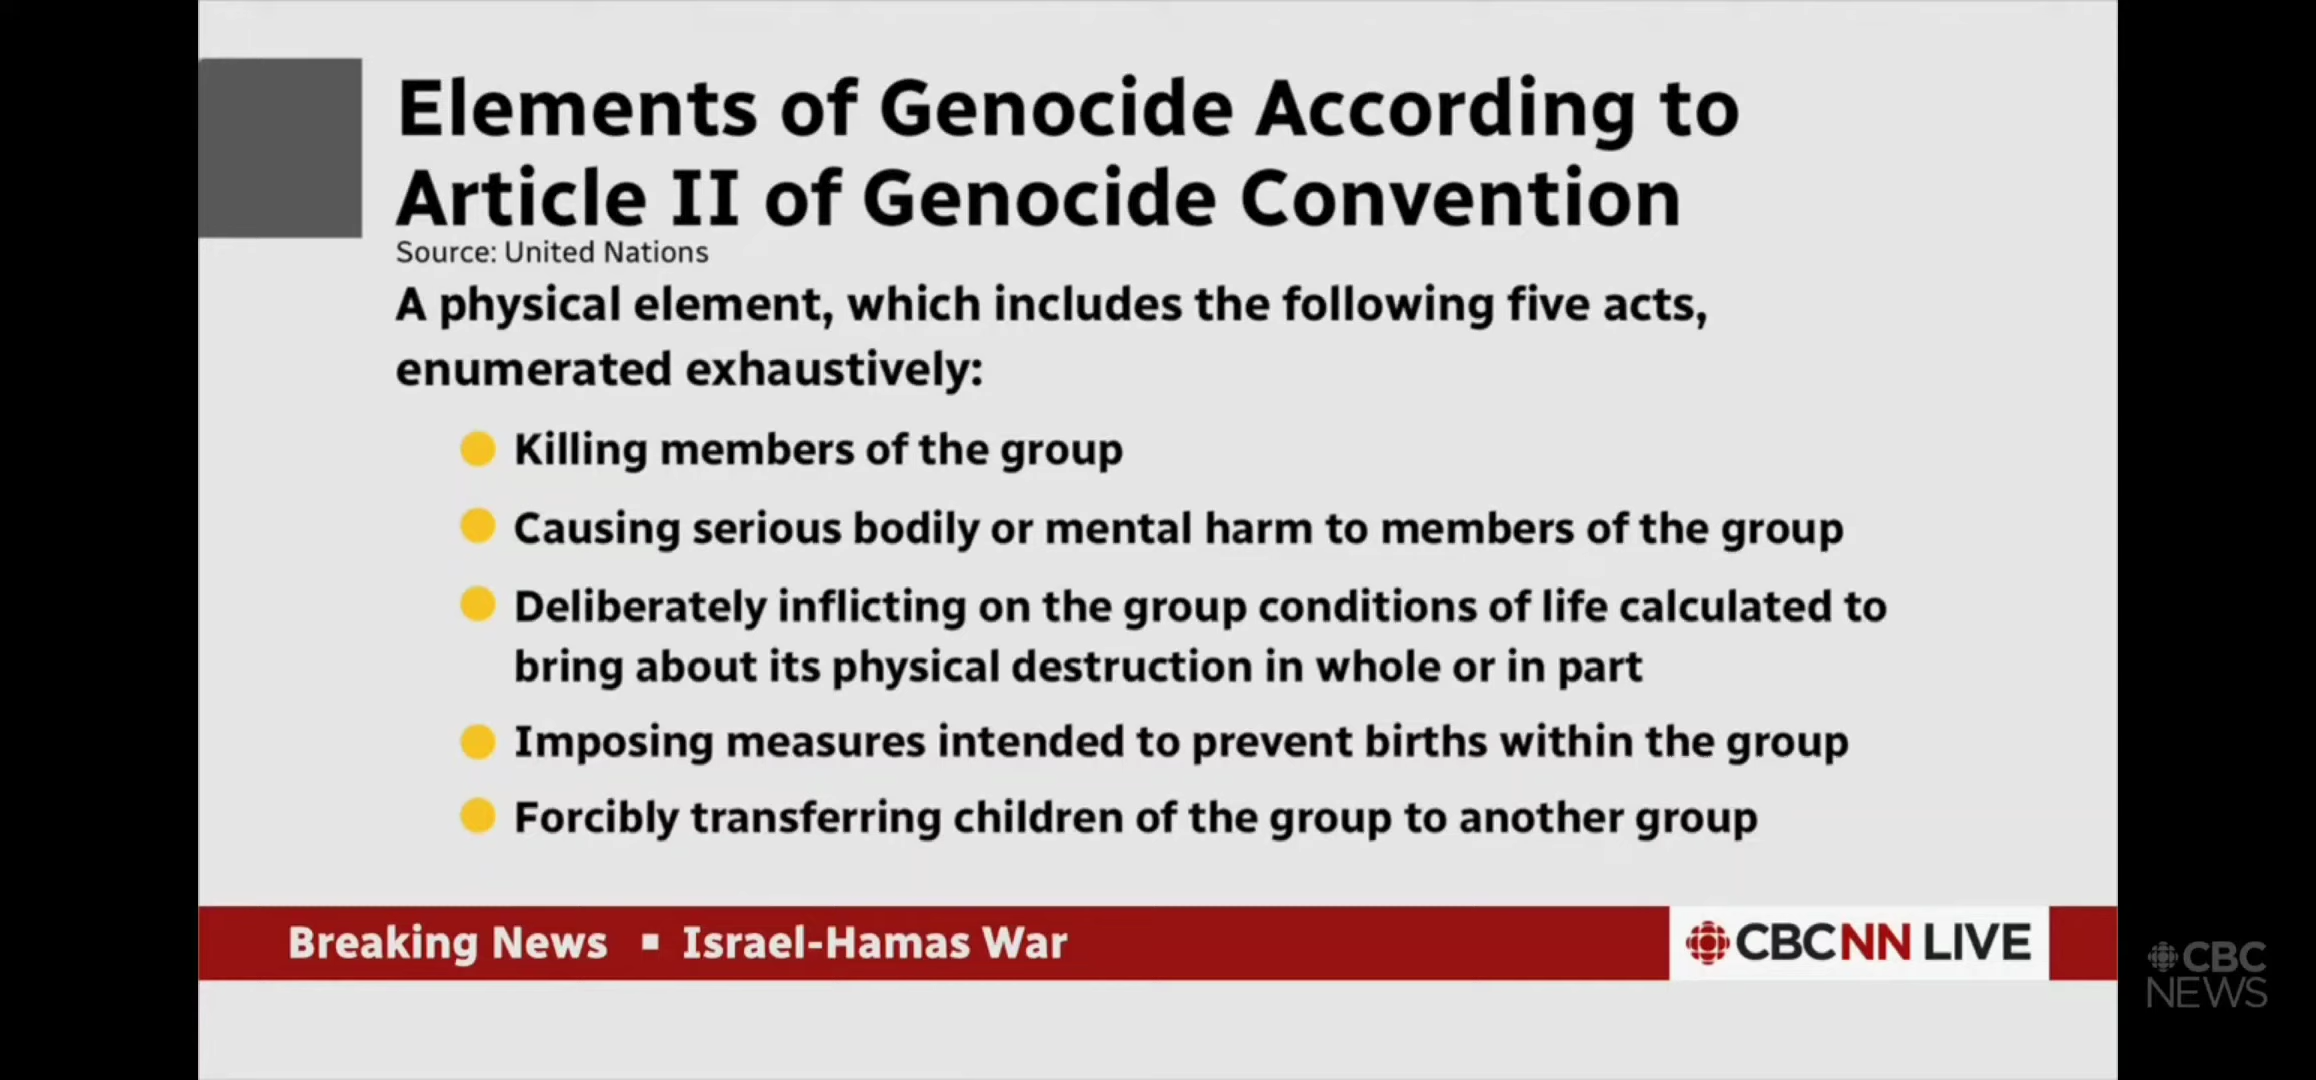 Elements of Genocide According to
Article II of Genocide Convention
Source: United Nations
A physical element, which includes the following five acts,
enumerated exhaustively:
Killing members of the group
Causing serious bodily or mental harm to members of the group
Deliberately inflicting on the group conditions of life calculated to
bring about its physical destruction in whole or in part
Imposing measures intended to prevent births within the group
Forcibly transferring children of the group to another group
Breaking News ▪ Israel-Hamas War
CBCNN LIVE
CBC
NEWS